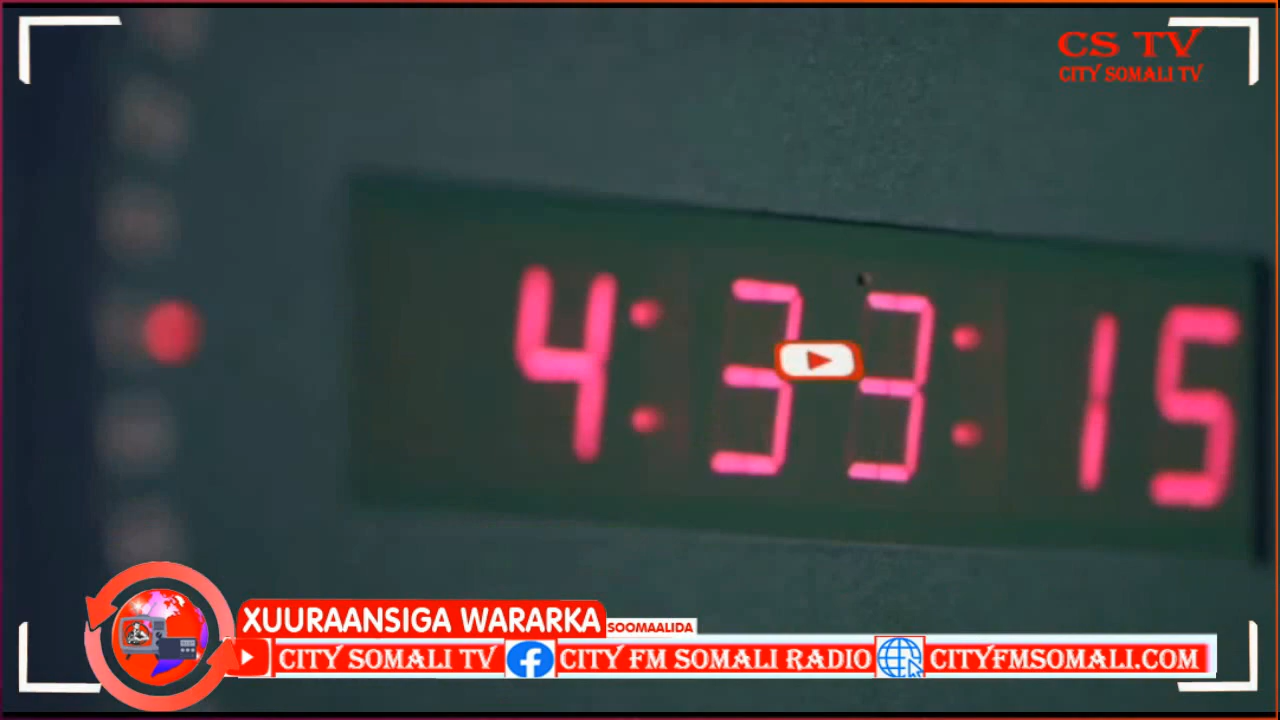 CS TV
CITY SOMALI TV
4:33:15
XUURAANSIGA WARARKA
SOOMAALIDA
CITY SOMALI TV CITY FM SOMALI RADIO CITYFMSOMALI.COM